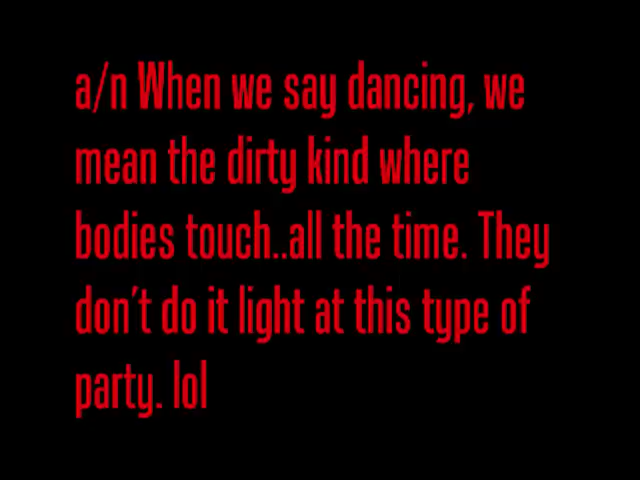 a/n When we say dancing, we
mean the dirty kind where
bodies touch..all the time. They
don't do it light at this type of
party. lol